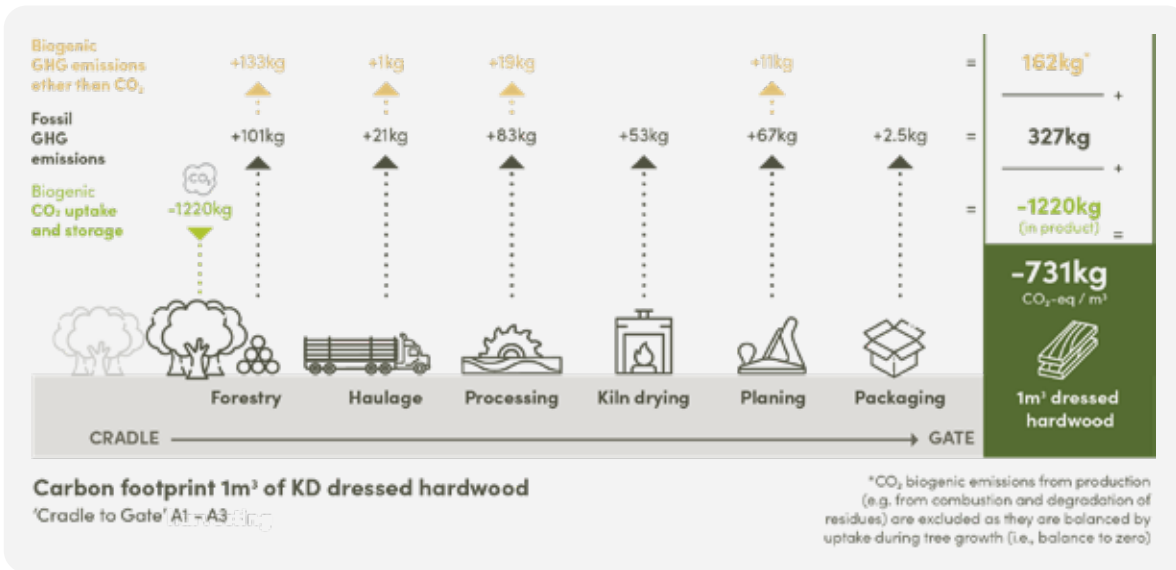 Biogenic
GHG emissions
other than CO₂
+133kg
+1kg
+19kg
+11kg
=
162kg*
+
Fossil
GHG
emissions
+101kg
+21kg
+83kg
+53kg
+67kg
+2.5kg
=
327kg
+
CO₂
Biogenic
CO₂ uptake
and storage
-1220kg
=
-1220kg
(in product)
=
-731kg
CO₂-eq / m³
Forestry
Haulage
Processing
Kiln drying
Planing
Packaging
1m³ dressed
hardwood
CRADLE
GATE
Carbon footprint 1m³ of KD dressed hardwood
'Cradle to Gate' A1 – A3
*CO₂ biogenic emissions from production
(e.g. from combustion and degradation of
residues) are excluded as they are balanced by
uptake during tree growth (i.e., balance to zero)